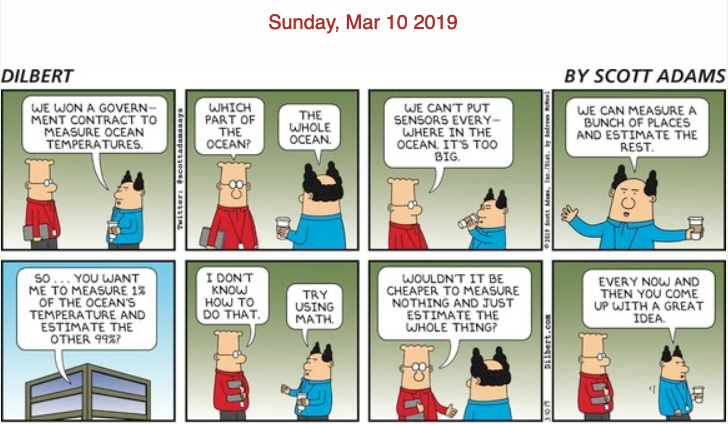 Sunday, Mar 10 2019
DILBERT
BY SCOTT ADAMS
WE WON A GOVERN-
MENT CONTRACT TO
MEASURE OCEAN
TEMPERATURES.
Twitter: @scottadamssays
WHICH
PART OF
THE
OCEAN?
THE
WHOLE
OCEAN.
WE CAN'T PUT
SENSORS EVERY-
WHERE IN THE
OCEAN. IT'S TOO
BIG.
©2019 Scott Adams, Inc./Dist. by Andrews McMeel
WE CAN MEASURE A
BUNCH OF PLACES
AND ESTIMATE THE
REST.
SO . . . YOU WANT
ME TO MEASURE 1%
OF THE OCEAN'S
TEMPERATURE AND
ESTIMATE THE
OTHER 99%?
I DON'T
KNOW
HOW TO
DO THAT.
TRY
USING
MATH.
WOULDN'T IT BE
CHEAPER TO MEASURE
NOTHING AND JUST
ESTIMATE THE
WHOLE THING?
Dilbert.com
3-10-19
EVERY NOW AND
THEN YOU COME
UP WITH A GREAT
IDEA.